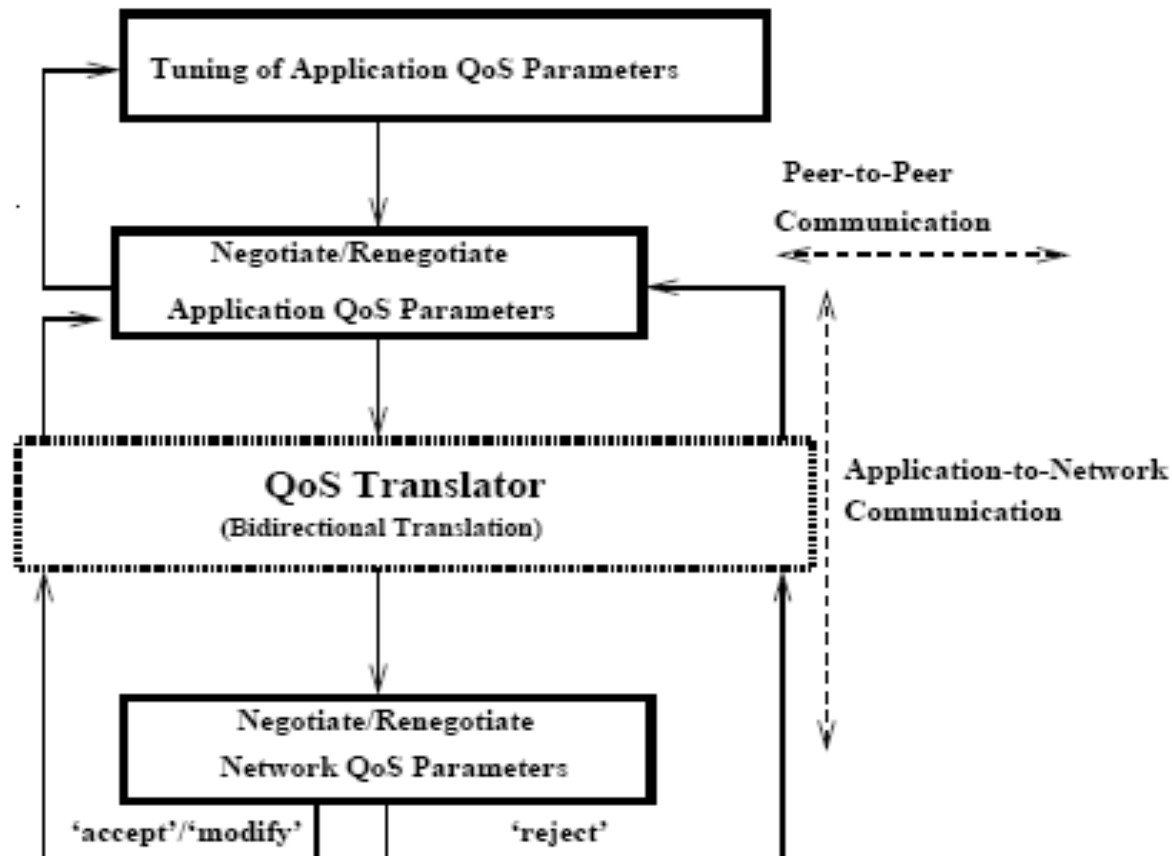 Tuning of Application QoS Parameters
Peer-to-Peer
Communication
Negotiate/Renegotiate
Application QoS Parameters
QoS Translator
(Bidirectional Translation)
Application-to-Network
Communication
Negotiate/Renegotiate
Network QoS Parameters
‘accept’/‘modify’
‘reject’